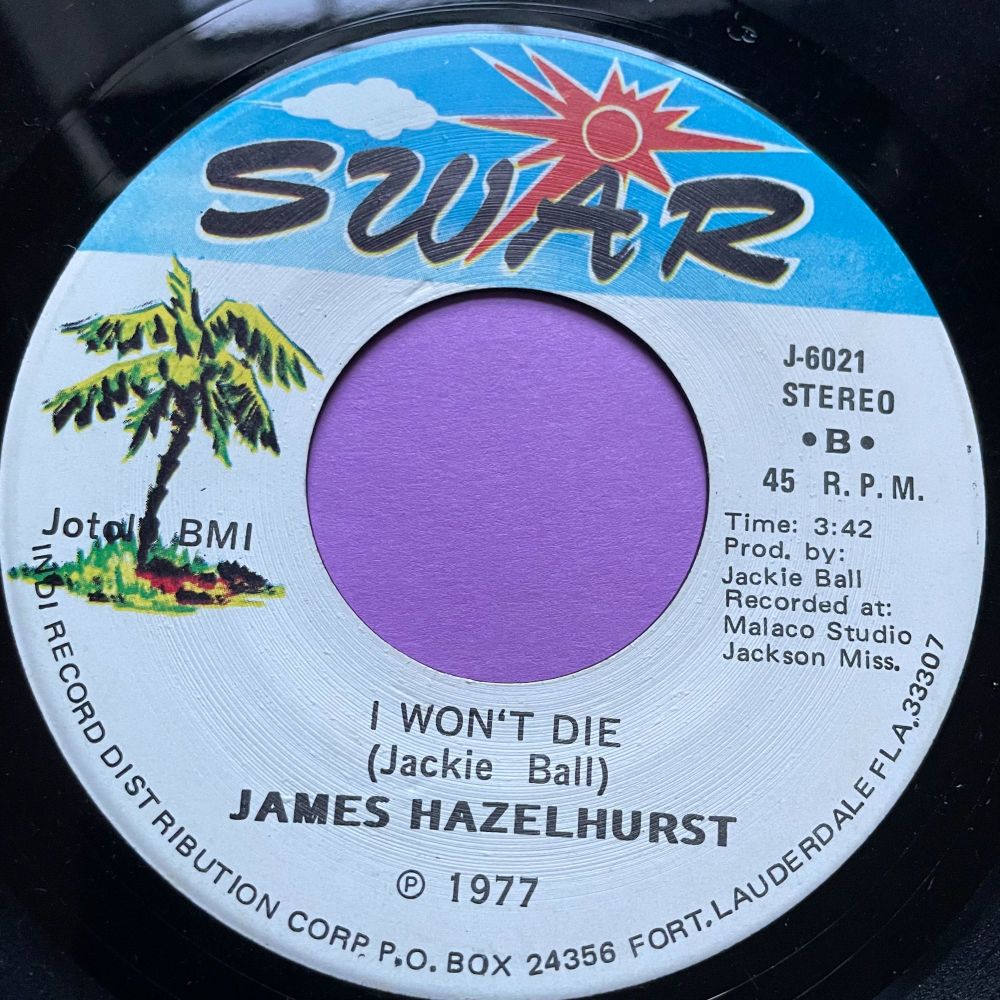 SWAR
J-6021
STEREO
•B•
45 R.P.M.
Time: 3:42
Prod. by:
Jackie Ball
Recorded at:
Malaco Studio
Jackson Miss.
BMI
I WON'T DIE
(Jackie Ball)
JAMES HAZELHURST
℗ 1977
INDI RECORD DISTRIBUTION CORP. P.O. BOX 24356 FORT. LAUDERDALE FLA. 33307